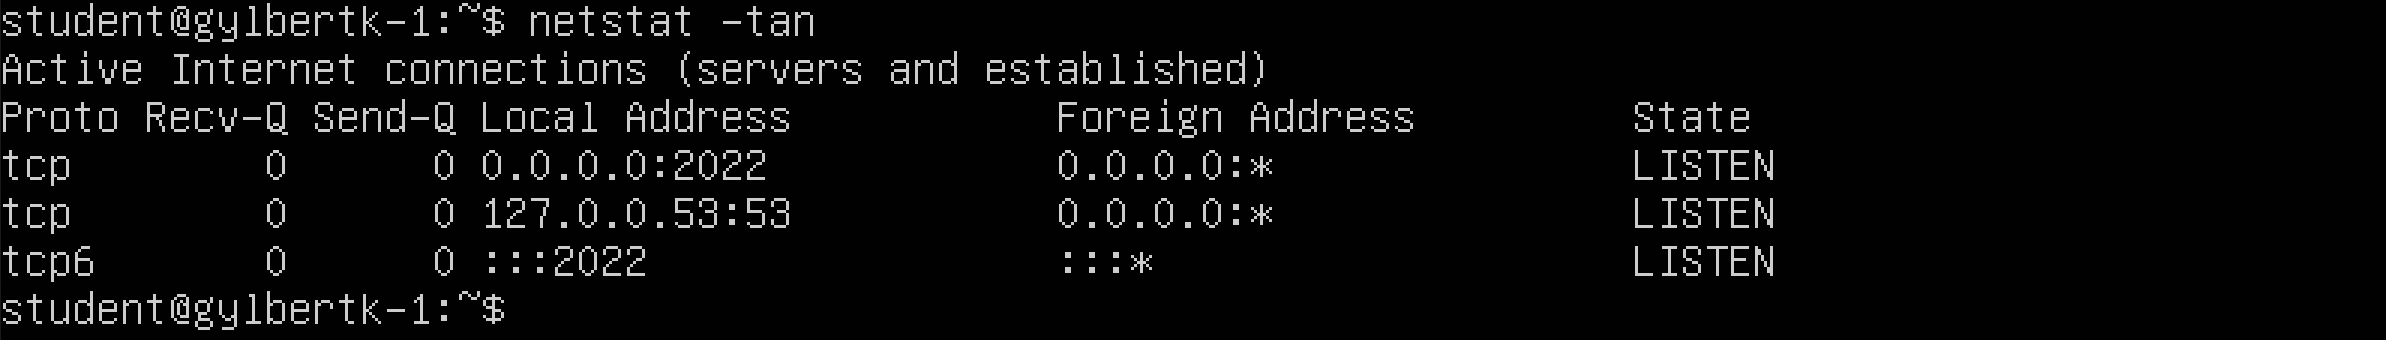 student@gylbertk-1:~$ netstat -tan
Active Internet connections (servers and established)
Proto Recv-Q Send-Q Local Address           Foreign Address         State
tcp        0      0 0.0.0.0:2022            0.0.0.0:*               LISTEN
tcp        0      0 127.0.0.53:53           0.0.0.0:*               LISTEN
tcp6       0      0 :::2022                 :::*                    LISTEN
student@gylbertk-1:~$